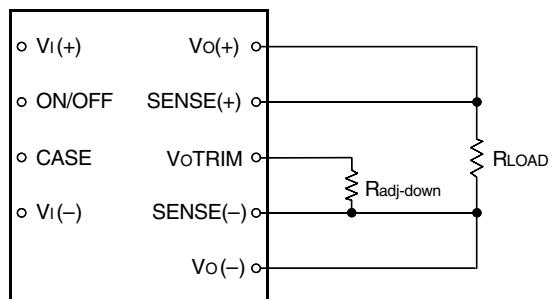 VI(+)
VO(+)
ON/OFF
SENSE(+)
CASE
VOTRIM
RLOAD
Radj-down
VI(–)
SENSE(–)
VO(–)